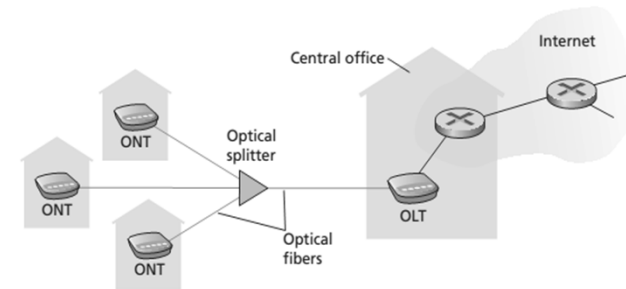 Internet
Central office
ONT
Optical
splitter
ONT
OLT
ONT
Optical
fibers